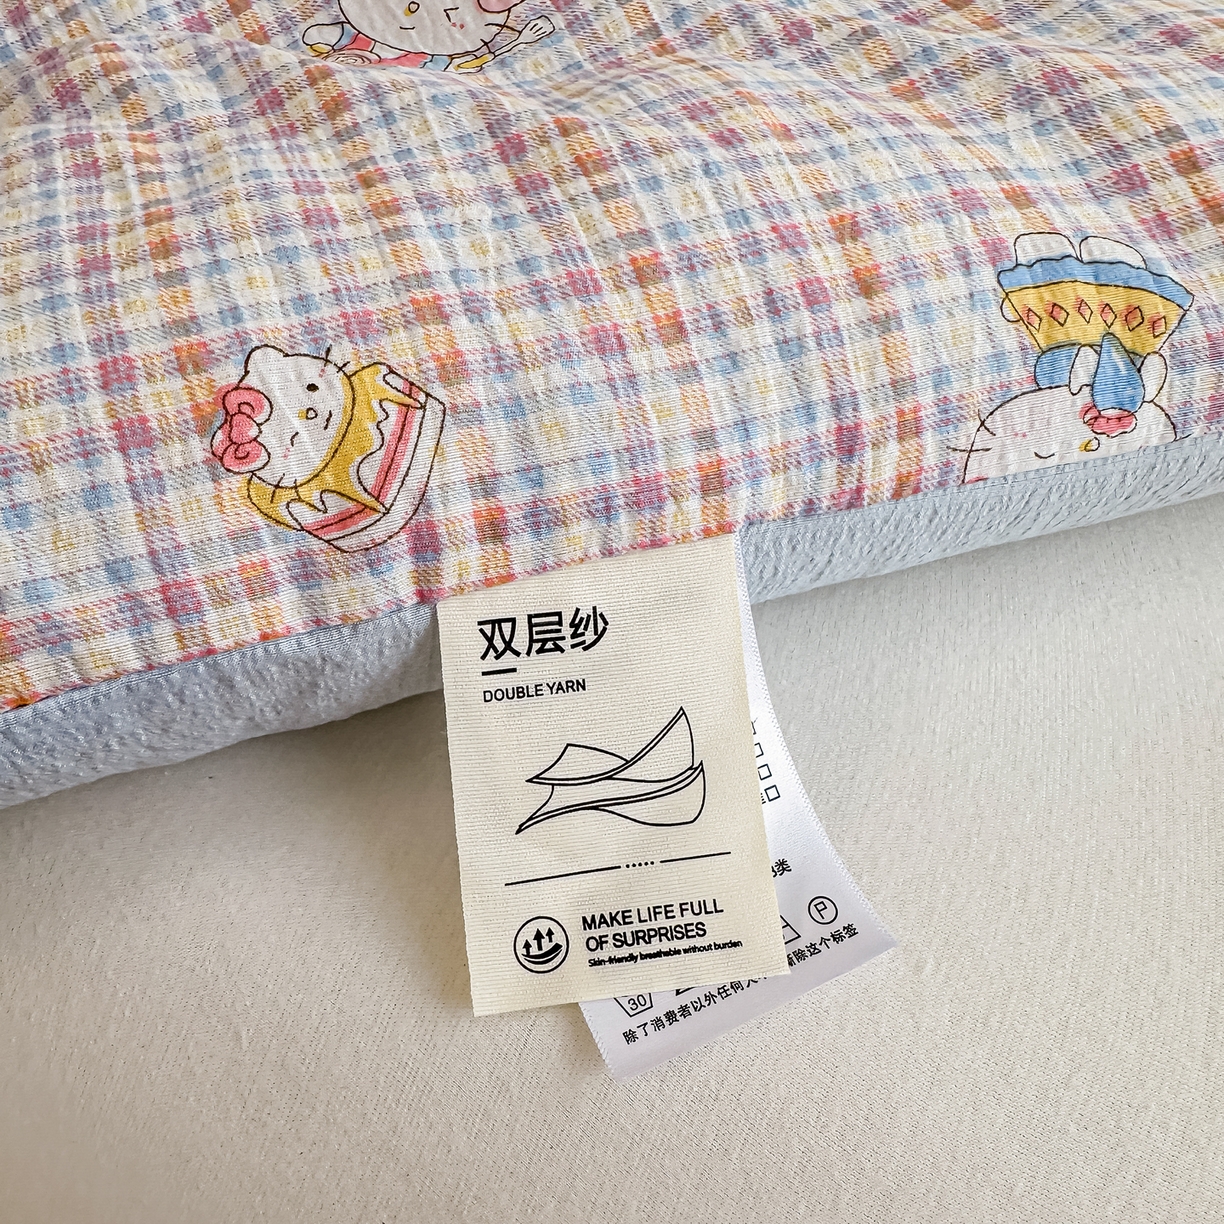 双层纱
DOUBLE YARN
MAKE LIFE FULL
OF SURPRISES
Skin-friendly breathable without burden
类
P
30
除了消费者以外任何人
除这个标签